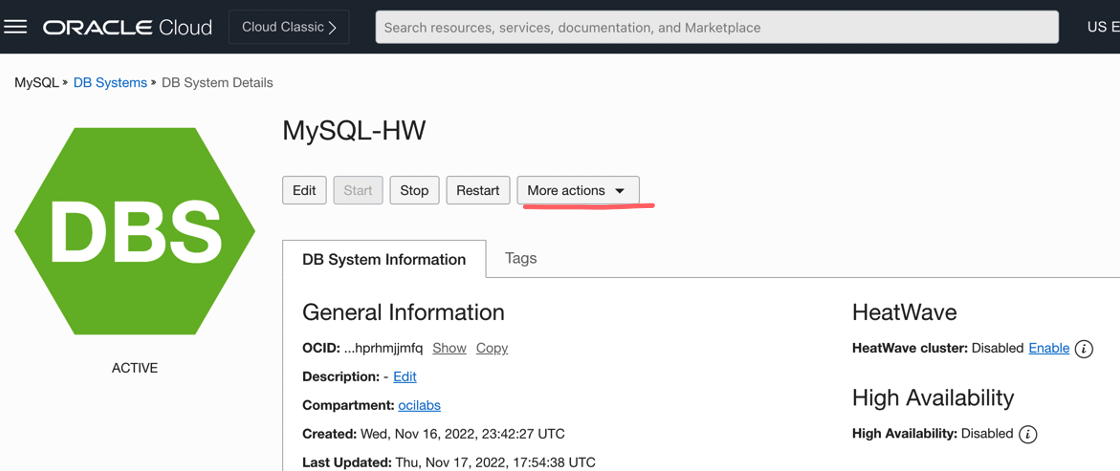 ORACLE Cloud
Cloud Classic
Search resources, services, documentation, and Marketplace
US E
MySQL » DB Systems » DB System Details
DBS
ACTIVE
MySQL-HW
Edit
Start
Stop
Restart
More actions
DB System Information
Tags
General Information
OCID: ...hprhmjjmfq Show Copy
Description: - Edit
Compartment: ocilabs
Created: Wed, Nov 16, 2022, 23:42:27 UTC
Last Updated: Thu, Nov 17, 2022, 17:54:38 UTC
HeatWave
HeatWave cluster: Disabled Enable i
High Availability
High Availability: Disabled i